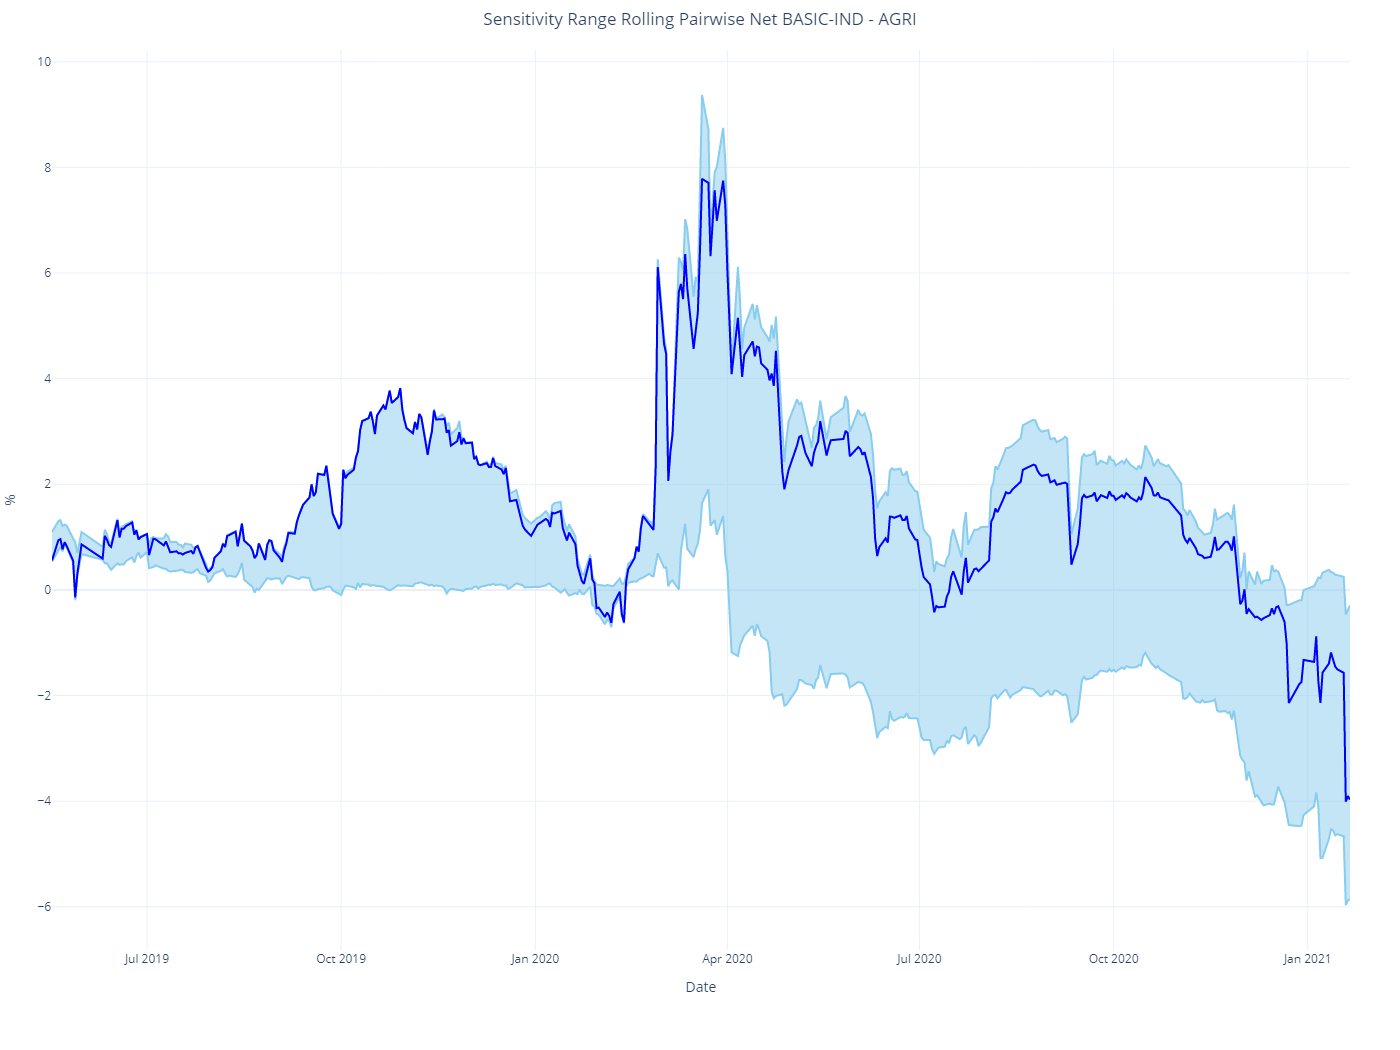 Sensitivity Range Rolling Pairwise Net BASIC-IND - AGRI
10
8
6
4
2
0
−2
−4
−6
%
Jul 2019
Oct 2019
Jan 2020
Apr 2020
Jul 2020
Oct 2020
Jan 2021
Date